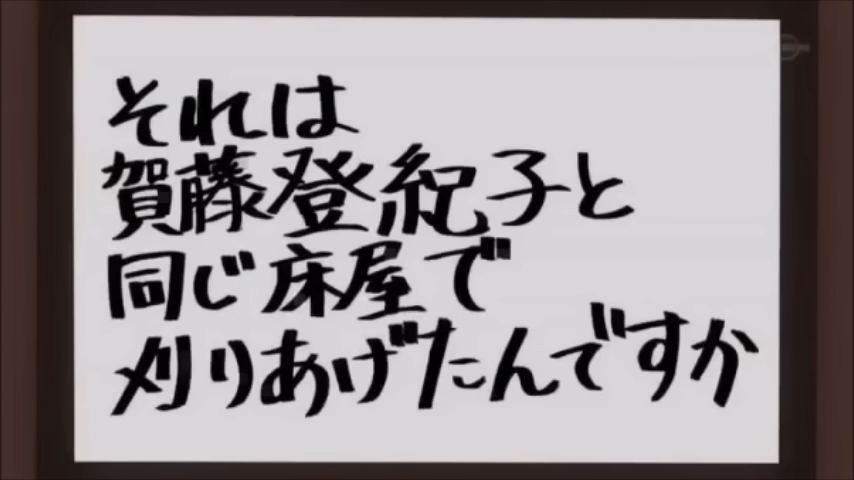 それは
賀藤登紀子と
同じ床屋で
刈りあげたんですか